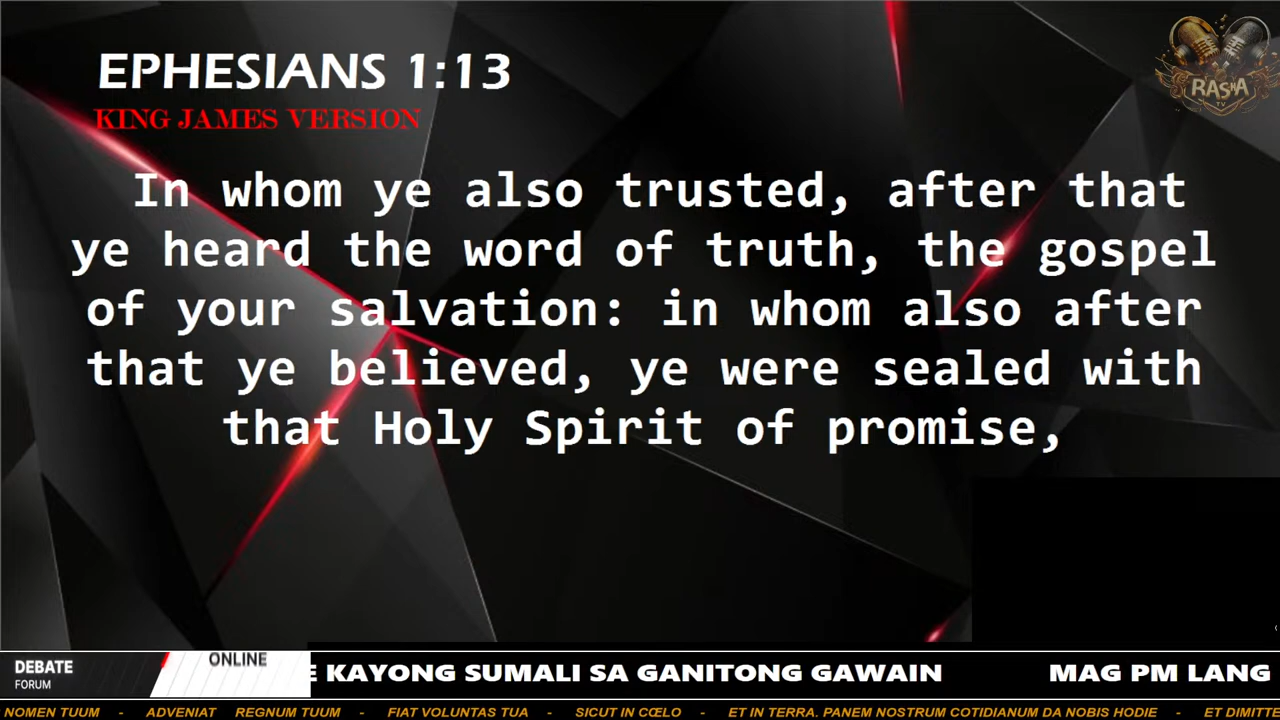 EPHESIANS 1:13
KING JAMES VERSION
RASHA
TV
In whom ye also trusted, after that
ye heard the word of truth, the gospel
of your salvation: in whom also after
that ye believed, ye were sealed with
that Holy Spirit of promise,
DEBATE
FORUM
ONLINE
KAYONG SUMALI SA GANITONG GAWAIN MAG PM LANG
NOMEN TUUM - ADVENIAT REGNUM TUUM - FIAT VOLUNTAS TUA - SICUT IN CŒLO - ET IN TERRA. PANEM NOSTRUM COTIDIANUM DA NOBIS HODIE - ET DIMITTE